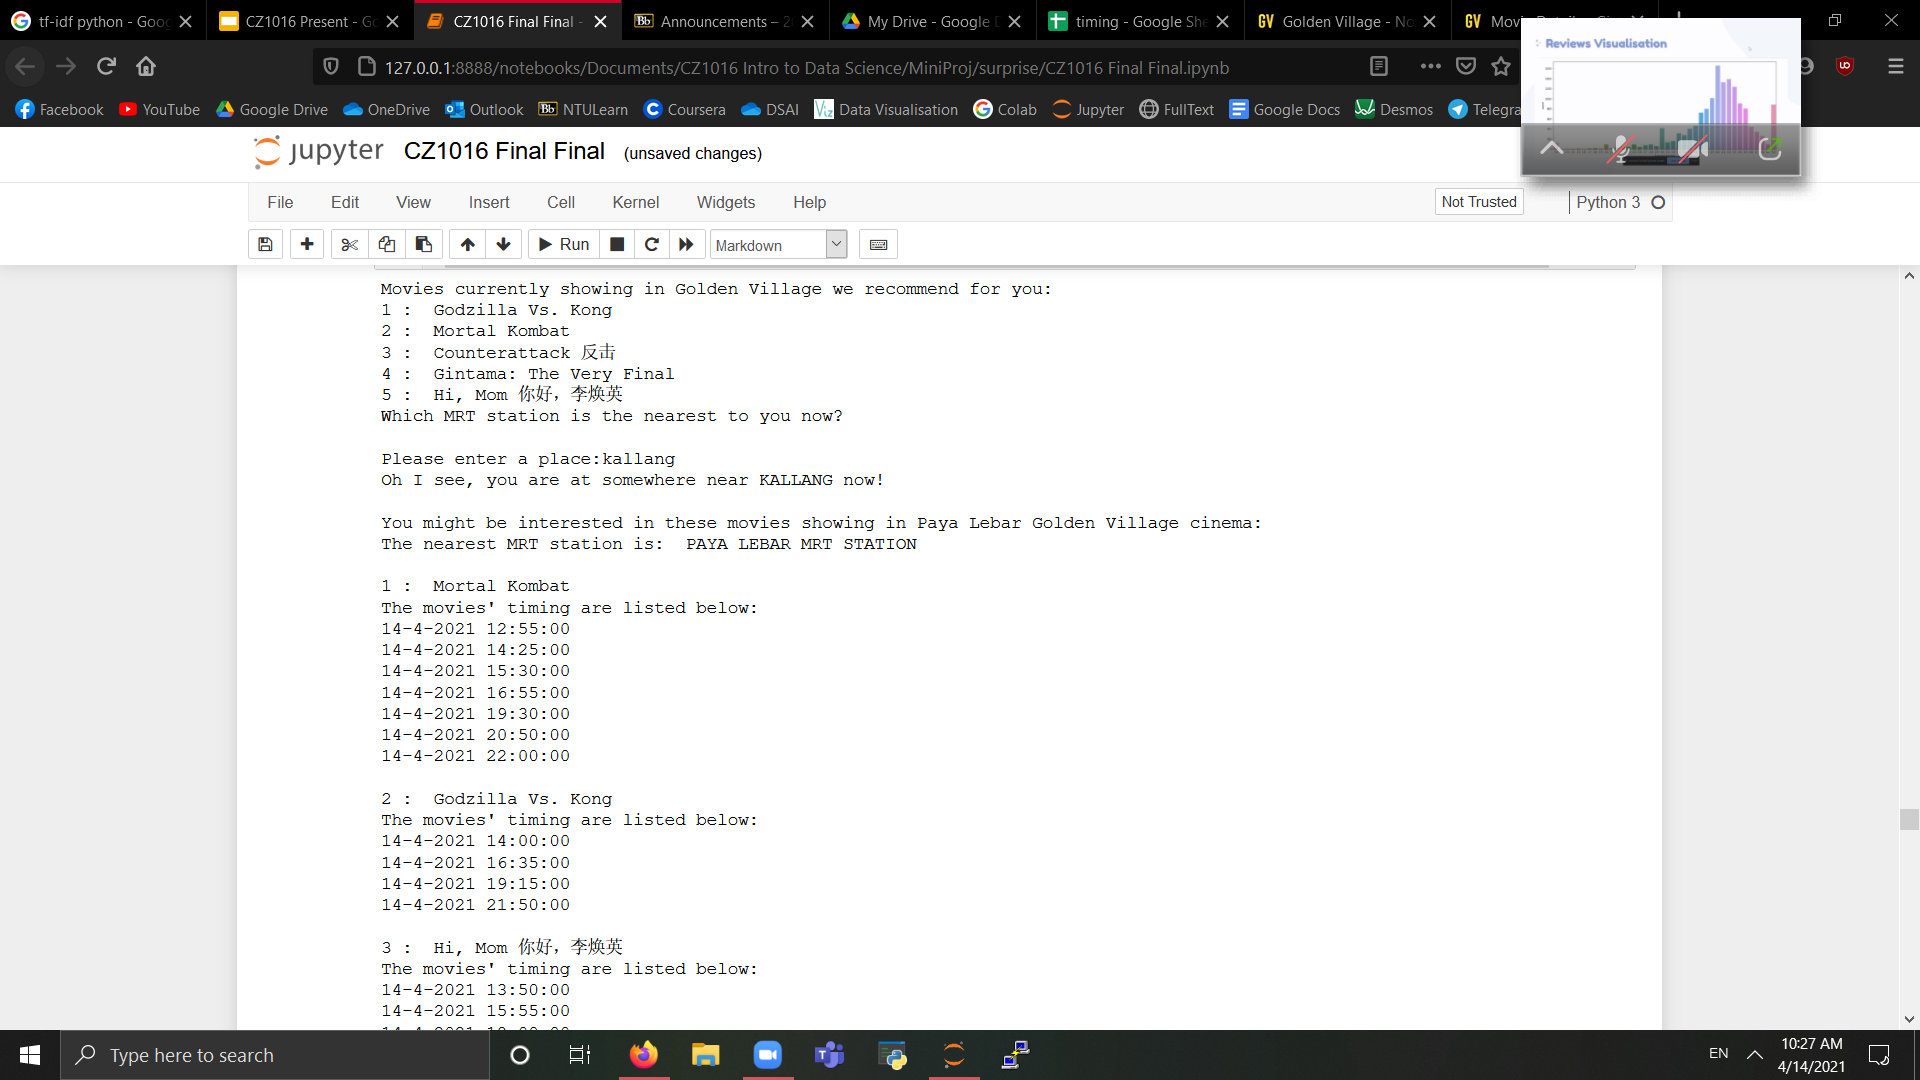 tf-idf python - Goo
CZ1016 Present - G
CZ1016 Final Final -
Bb Announcements – 2
My Drive - Google D
timing - Google She
GV Golden Village - No
GV
127.0.0.1:8888/notebooks/Documents/CZ1016 Intro to Data Science/MiniProj/surprise/CZ1016 Final Final.ipynb
Reviews Visualisation
Facebook YouTube Google Drive OneDrive Outlook Bb NTULearn Coursera DSAI Data Visualisation Colab Jupyter FullText Google Docs Desmos Telegra
jupyter CZ1016 Final Final (unsaved changes)
File Edit View Insert Cell Kernel Widgets Help Not Trusted Python 3
Run Markdown
Movies currently showing in Golden Village we recommend for you:
1 : Godzilla Vs. Kong
2 : Mortal Kombat
3 : Counterattack 反击
4 : Gintama: The Very Final
5 : Hi, Mom 你好，李焕英
Which MRT station is the nearest to you now?
Please enter a place:kallang
Oh I see, you are at somewhere near KALLANG now!
You might be interested in these movies showing in Paya Lebar Golden Village cinema:
The nearest MRT station is: PAYA LEBAR MRT STATION
1 : Mortal Kombat
The movies' timing are listed below:
14-4-2021 12:55:00
14-4-2021 14:25:00
14-4-2021 15:30:00
14-4-2021 16:55:00
14-4-2021 19:30:00
14-4-2021 20:50:00
14-4-2021 22:00:00
2 : Godzilla Vs. Kong
The movies' timing are listed below:
14-4-2021 14:00:00
14-4-2021 16:35:00
14-4-2021 19:15:00
14-4-2021 21:50:00
3 : Hi, Mom 你好，李焕英
The movies' timing are listed below:
14-4-2021 13:50:00
14-4-2021 15:55:00
Type here to search
EN
10:27 AM
4/14/2021